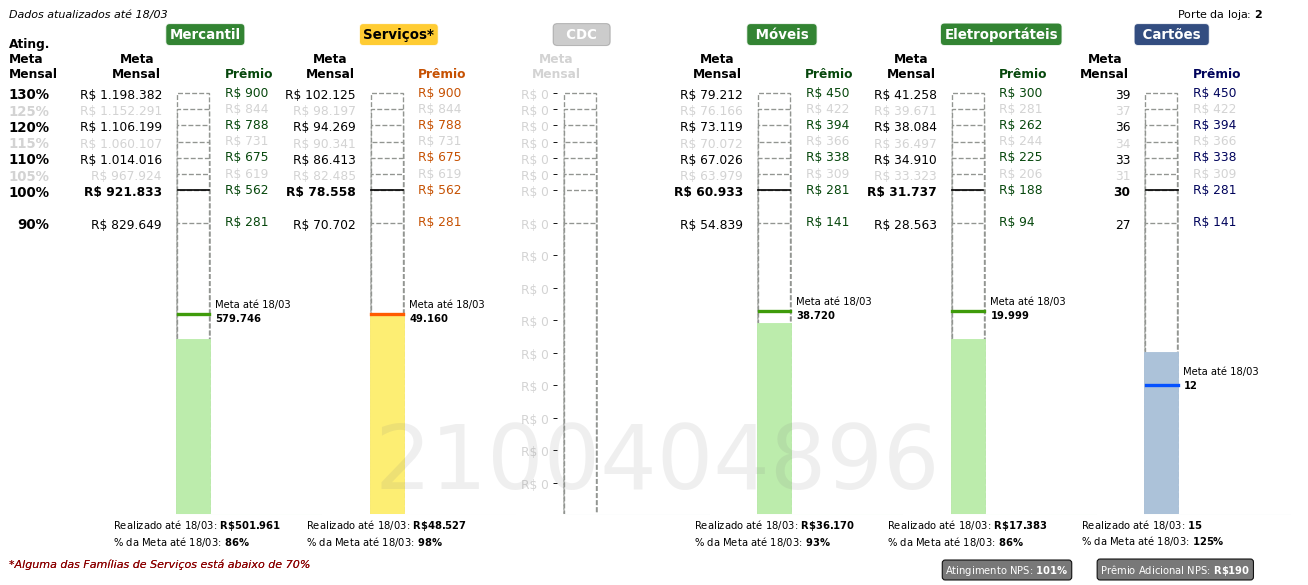 Dados atualizados até 18/03
Porte da loja: 2
Mercantil Serviços* CDC Móveis Eletroportáteis Cartões
Ating.
Meta Meta Meta Meta Meta Meta Meta
Mensal Mensal Prêmio Mensal Prêmio Mensal Mensal Prêmio Mensal Prêmio Mensal Prêmio
130% R$ 1.198.382 R$ 900 R$ 102.125 R$ 900 R$ 0 R$ 79.212 R$ 450 R$ 41.258 R$ 300 39 R$ 450
125% R$ 1.152.291 R$ 844 R$ 98.197 R$ 844 R$ 0 R$ 76.166 R$ 422 R$ 39.671 R$ 281 37 R$ 422
120% R$ 1.106.199 R$ 788 R$ 94.269 R$ 788 R$ 0 R$ 73.119 R$ 394 R$ 38.084 R$ 262 36 R$ 394
115% R$ 1.060.107 R$ 731 R$ 90.341 R$ 731 R$ 0 R$ 70.072 R$ 366 R$ 36.497 R$ 244 34 R$ 366
110% R$ 1.014.016 R$ 675 R$ 86.413 R$ 675 R$ 0 R$ 67.026 R$ 338 R$ 34.910 R$ 225 33 R$ 338
105% R$ 967.924 R$ 619 R$ 82.485 R$ 619 R$ 0 R$ 63.979 R$ 309 R$ 33.323 R$ 206 31 R$ 309
100% R$ 921.833 R$ 562 R$ 78.558 R$ 562 R$ 0 R$ 60.933 R$ 281 R$ 31.737 R$ 188 30 R$ 281
90% R$ 829.649 R$ 281 R$ 70.702 R$ 281 R$ 0 R$ 54.839 R$ 141 R$ 28.563 R$ 94 27 R$ 141
R$ 0
R$ 0
Meta até 18/03 Meta até 18/03 Meta até 18/03 Meta até 18/03
579.746 49.160 R$ 0 38.720 19.999
R$ 0
Meta até 18/03
R$ 0 12
R$ 0
R$ 0
R$ 0
2100404896
Realizado até 18/03: R$501.961 Realizado até 18/03: R$48.527 Realizado até 18/03: R$36.170 Realizado até 18/03: R$17.383 Realizado até 18/03: 15
% da Meta até 18/03: 86% % da Meta até 18/03: 98% % da Meta até 18/03: 93% % da Meta até 18/03: 86% % da Meta até 18/03: 125%
*Alguma das Famílias de Serviços está abaixo de 70%
Atingimento NPS: 101% Prêmio Adicional NPS: R$190